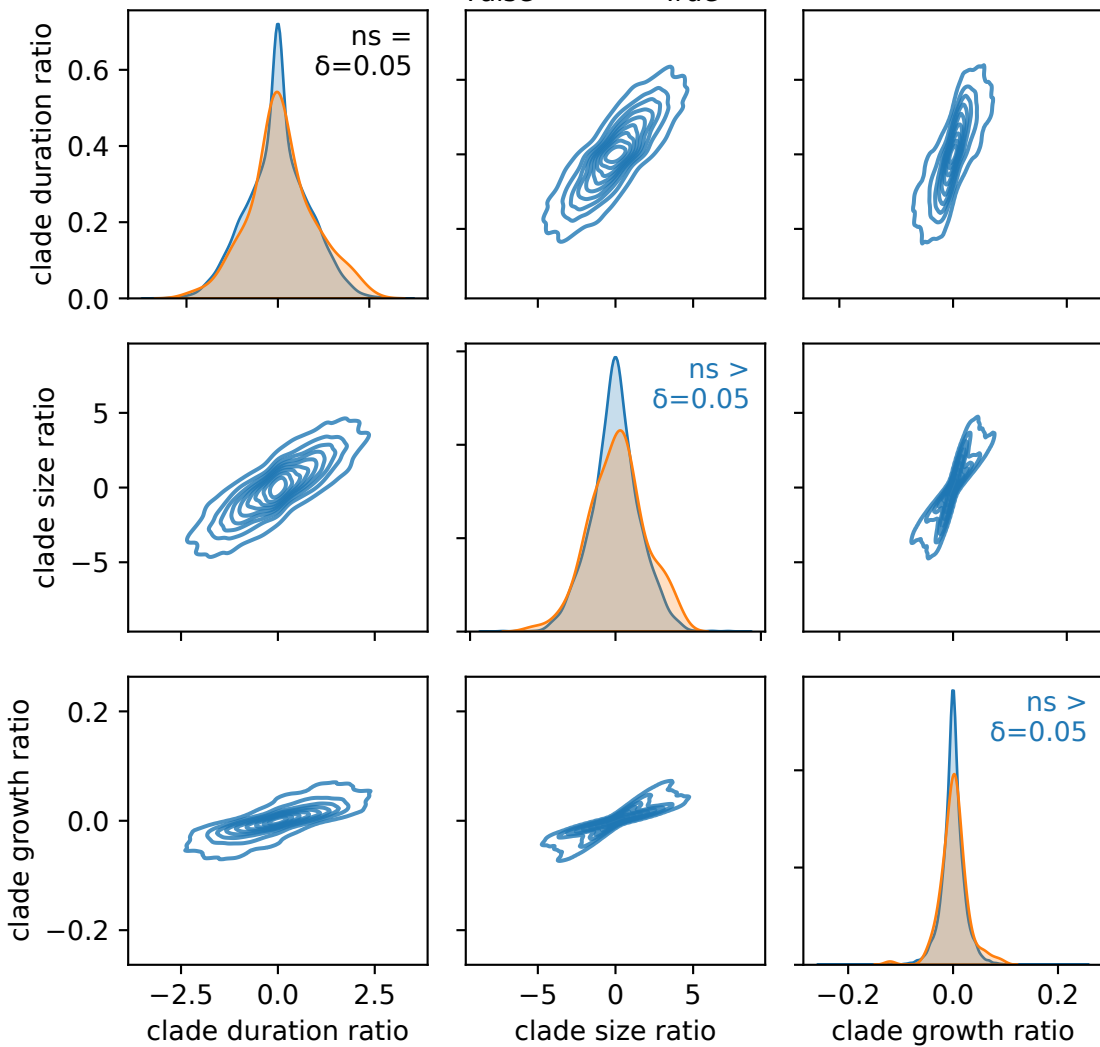 True
clade duration ratio
0.6
0.4
0.2
0.0
ns =
δ=0.05
clade size ratio
5
0
−5
ns >
δ=0.05
clade growth ratio
0.2
0.0
−0.2
ns >
δ=0.05
−2.5 0.0 2.5
clade duration ratio
−5 0 5
clade size ratio
−0.2 0.0 0.2
clade growth ratio